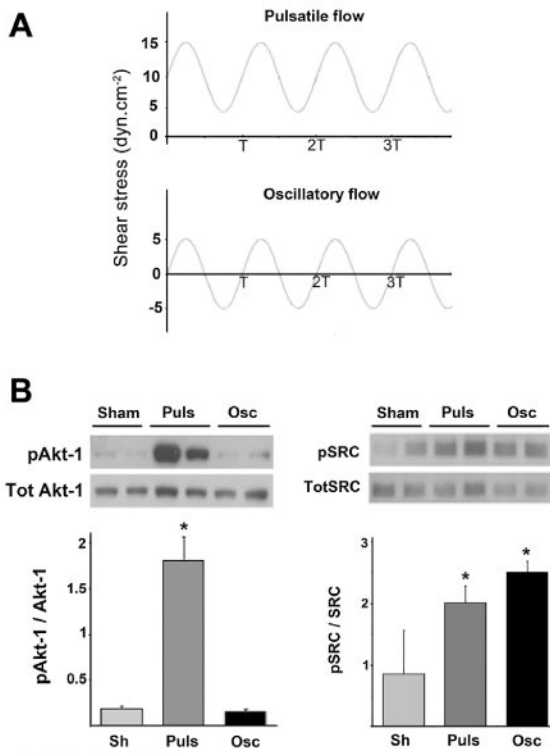 A
Pulsatile flow
Shear stress (dyn.cm-2)
15
10
5
0
T 2T 3T
Oscillatory flow
5
0
T 2T 3T
-5
B
Sham Puls Osc
pAkt-1
Tot Akt-1
pAkt-1 / Akt-1
2
1.5
1
0.5
*
Sh Puls Osc
Sham Puls Osc
pSRC
TotSRC
pSRC / SRC
3
2
1
* *
Sh Puls Osc